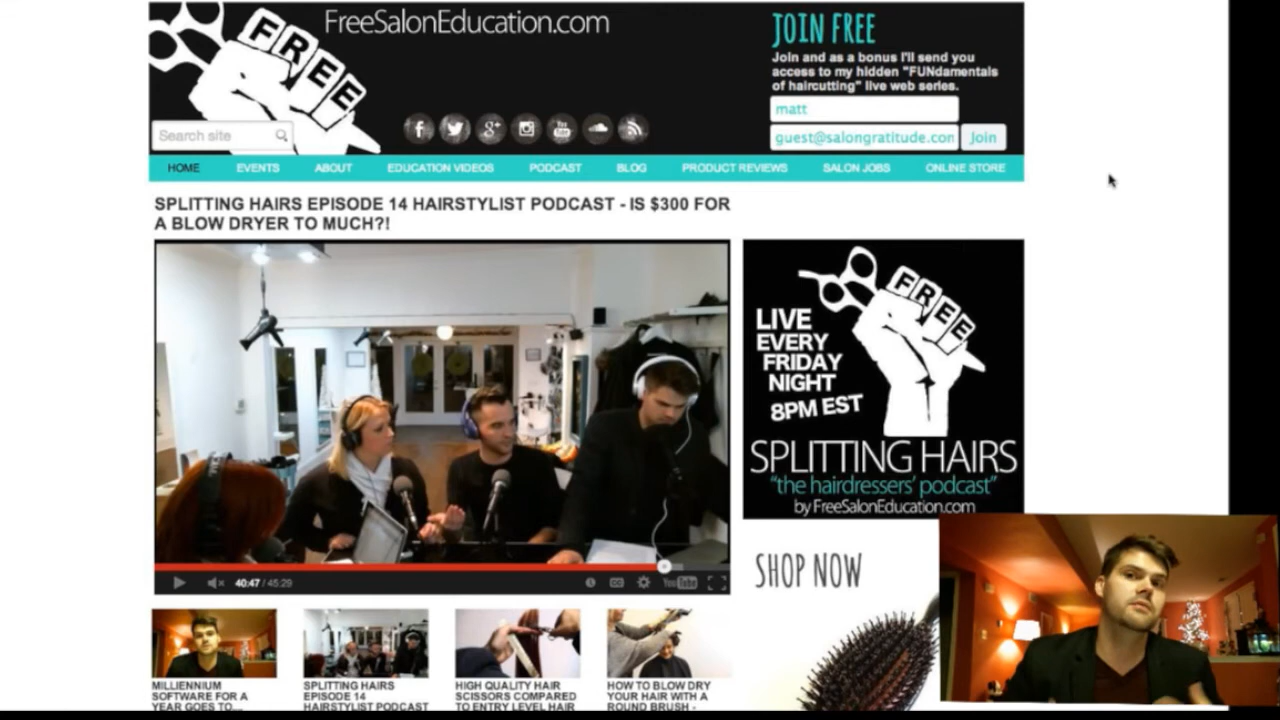 FreeSalonEducation.com
FREE
JOIN FREE
Join and as a bonus I'll send you
access to my hidden "FUNdamentals
of haircutting" live web series.
matt
guest@salongratitude.con
Join
Search site
HOME EVENTS ABOUT EDUCATION VIDEOS PODCAST BLOG PRODUCT REVIEWS SALON JOBS ONLINE STORE
SPLITTING HAIRS EPISODE 14 HAIRSTYLIST PODCAST - IS $300 FOR
A BLOW DRYER TO MUCH?!
FREE
LIVE
EVERY
FRIDAY
NIGHT
8PM EST
SPLITTING HAIRS
"the hairdressers' podcast"
by FreeSalonEducation.com
40:47 / 45:29
CC
YouTube
SHOP NOW
MILLIENNIUM
SOFTWARE FOR A
YEAR GOES TO...
SPLITTING HAIRS
EPISODE 14
HAIRSTYLIST PODCAST
HIGH QUALITY HAIR
SCISSORS COMPARED
TO ENTRY LEVEL HAIR
HOW TO BLOW DRY
YOUR HAIR WITH A
ROUND BRUSH -